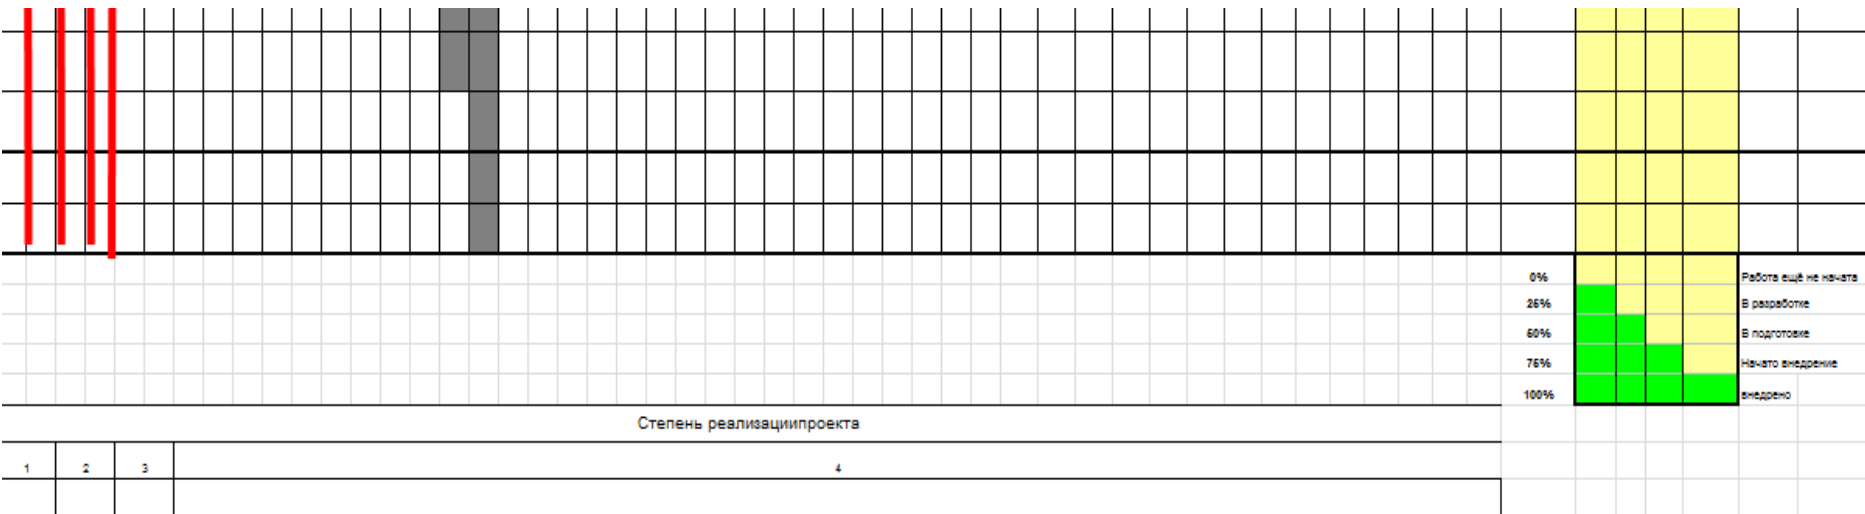 0% Работа ещё не начата
25% В разработке
50% В подготовке
75% Начато внедрение
100% внедрено
Степень реализациипроекта
1 2 3 4